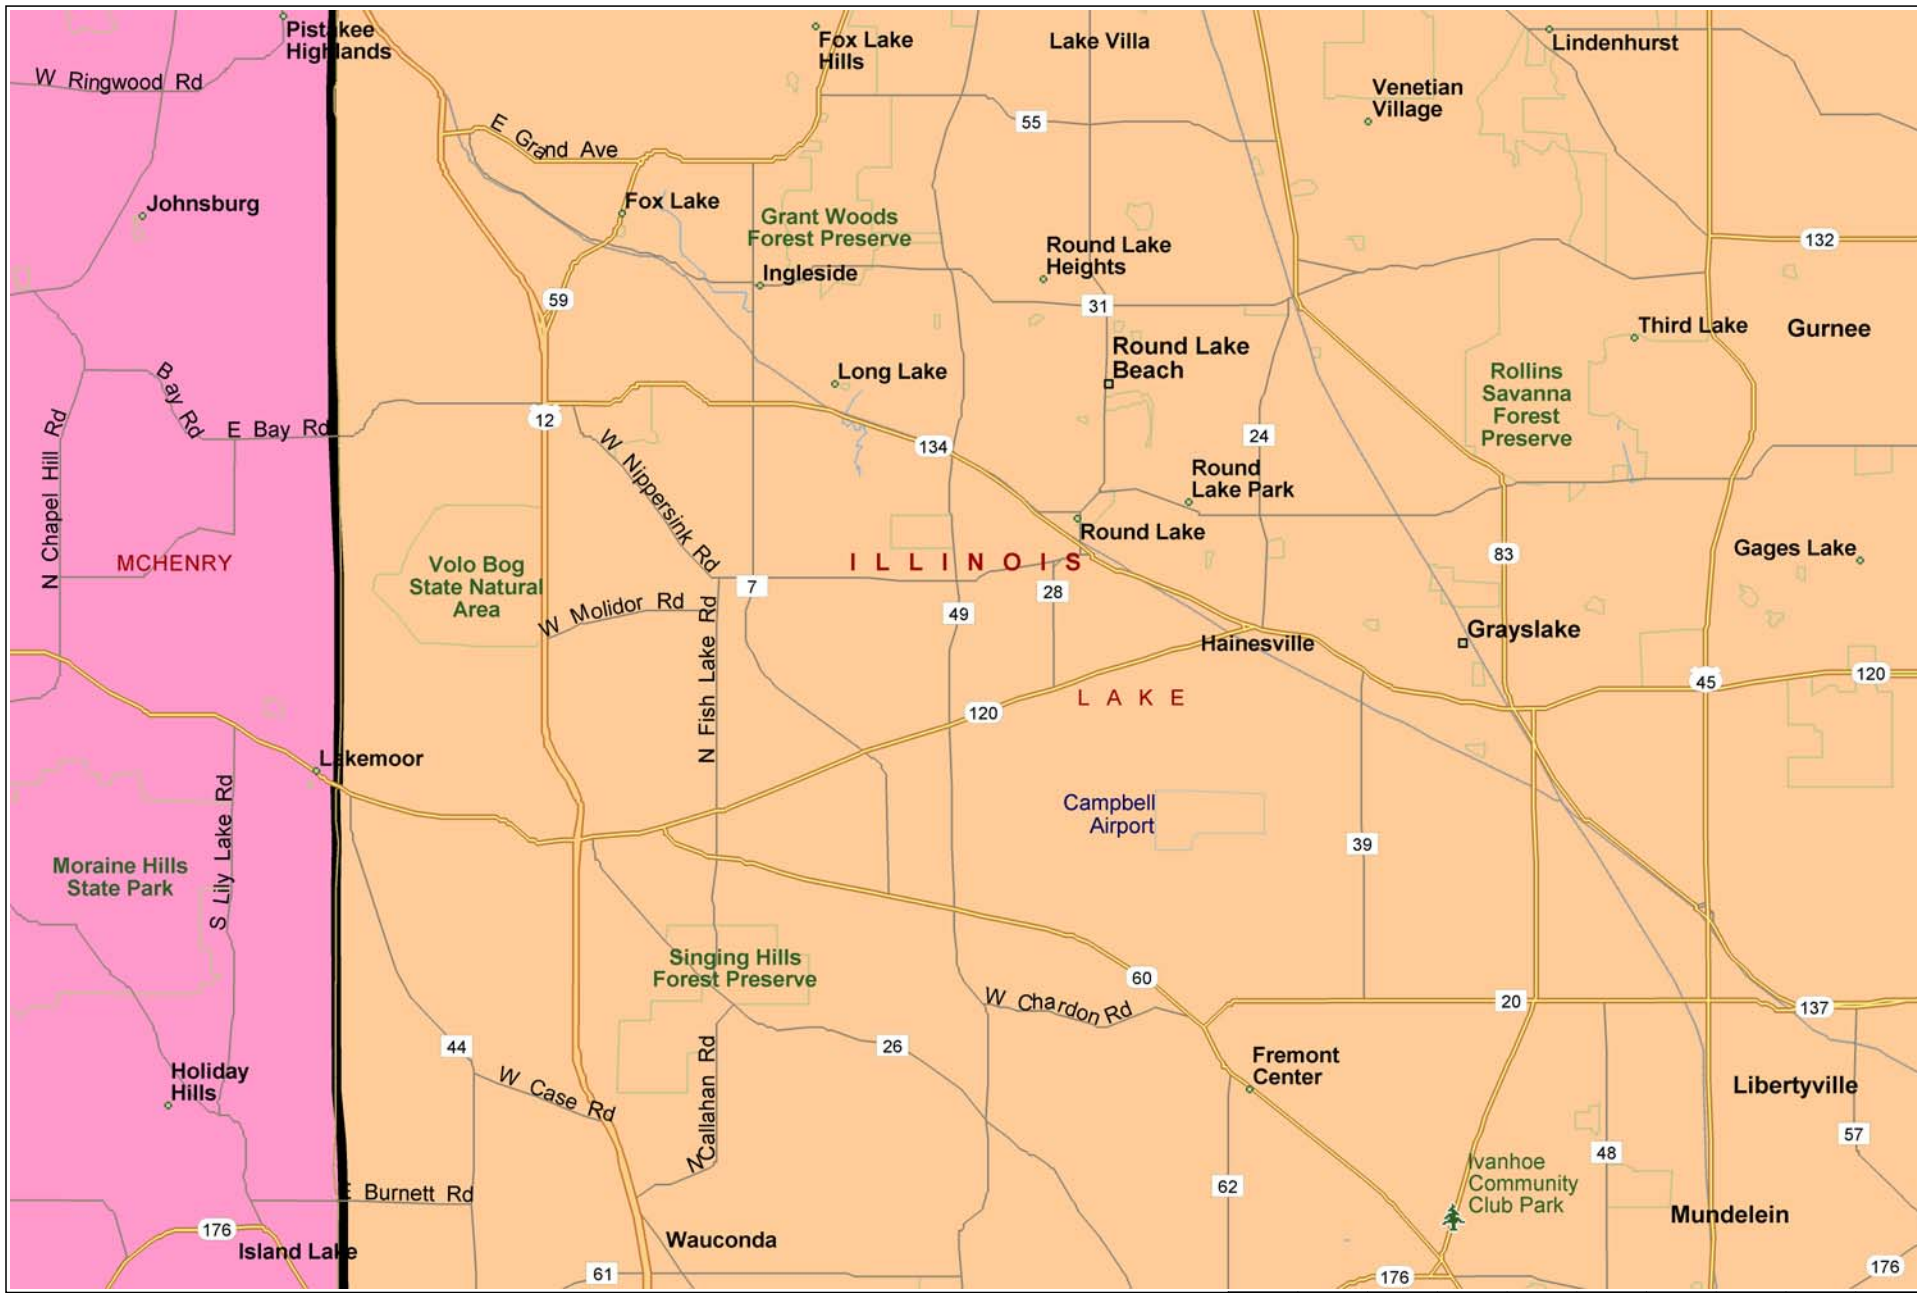 Pistakee
Highlands
Fox Lake
Hills
Lake Villa
Lindenhurst
W Ringwood Rd
Venetian
Village
55
E Grand Ave
Johnsburg
Fox Lake
Grant Woods
Forest Preserve
Round Lake
Heights
132
Ingleside
59
31
Third Lake
Gurnee
Round Lake
Beach
Long Lake
Rollins
Savanna
Forest
Preserve
Bay Rd
E Bay Rd
12
134
24
N Chapel Hill Rd
W Nippersink Rd
Round
Lake Park
Round Lake
MCHENRY
Volo Bog
State Natural
Area
ILLINOIS
83
Gages Lake
7
28
W Molidor Rd
49
N Fish Lake Rd
Hainesville
Grayslake
120
45
LAKE
120
Lakemoor
S Lily Lake Rd
Campbell
Airport
39
Moraine Hills
State Park
Singing Hills
Forest Preserve
60
W Chardon Rd
20
137
44
26
N Callahan Rd
Holiday
Hills
W Case Rd
Fremont
Center
Libertyville
57
48
Ivanhoe
Community
Club Park
62
E Burnett Rd
Mundelein
176
Island Lake
Wauconda
61
176
176